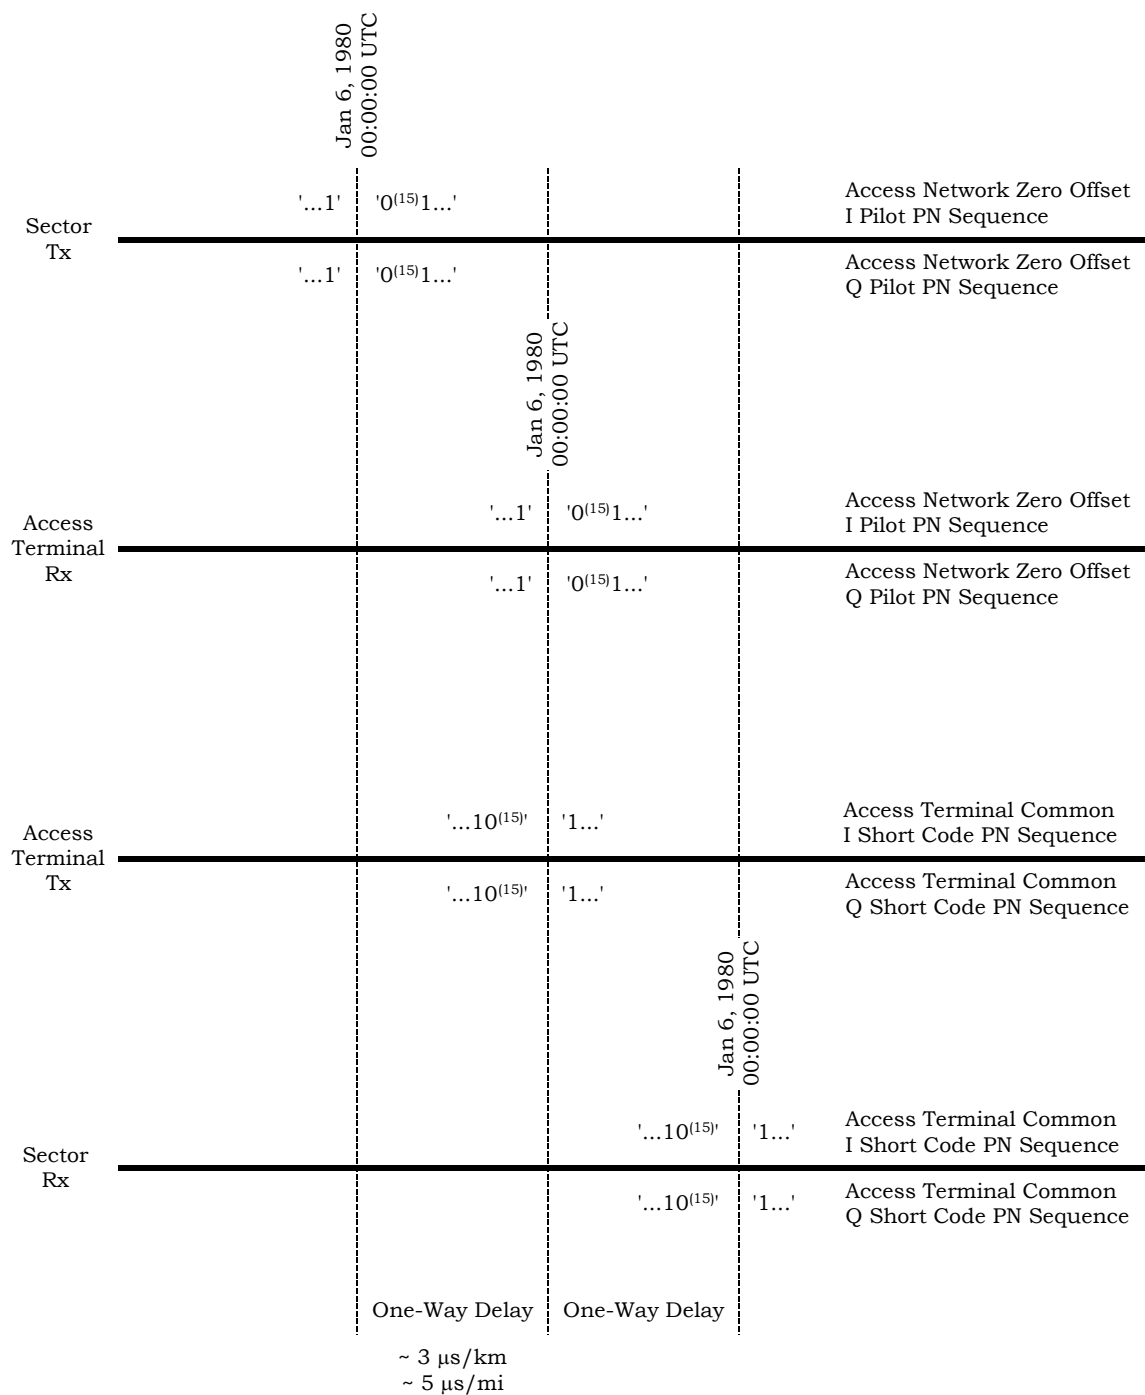 Jan 6, 1980
00:00:00 UTC
'...1' '0(15)1...'
Access Network Zero Offset
I Pilot PN Sequence
Sector
Tx
'...1' '0(15)1...'
Access Network Zero Offset
Q Pilot PN Sequence
Jan 6, 1980
00:00:00 UTC
'...1' '0(15)1...'
Access Network Zero Offset
I Pilot PN Sequence
Access
Terminal
Rx
'...1' '0(15)1...'
Access Network Zero Offset
Q Pilot PN Sequence
'...10(15)' '1...'
Access Terminal Common
I Short Code PN Sequence
Access
Terminal
Tx
'...10(15)' '1...'
Access Terminal Common
Q Short Code PN Sequence
Jan 6, 1980
00:00:00 UTC
'...10(15)' '1...'
Access Terminal Common
I Short Code PN Sequence
Sector
Rx
'...10(15)' '1...'
Access Terminal Common
Q Short Code PN Sequence
One-Way Delay One-Way Delay
~ 3 µs/km
~ 5 µs/mi